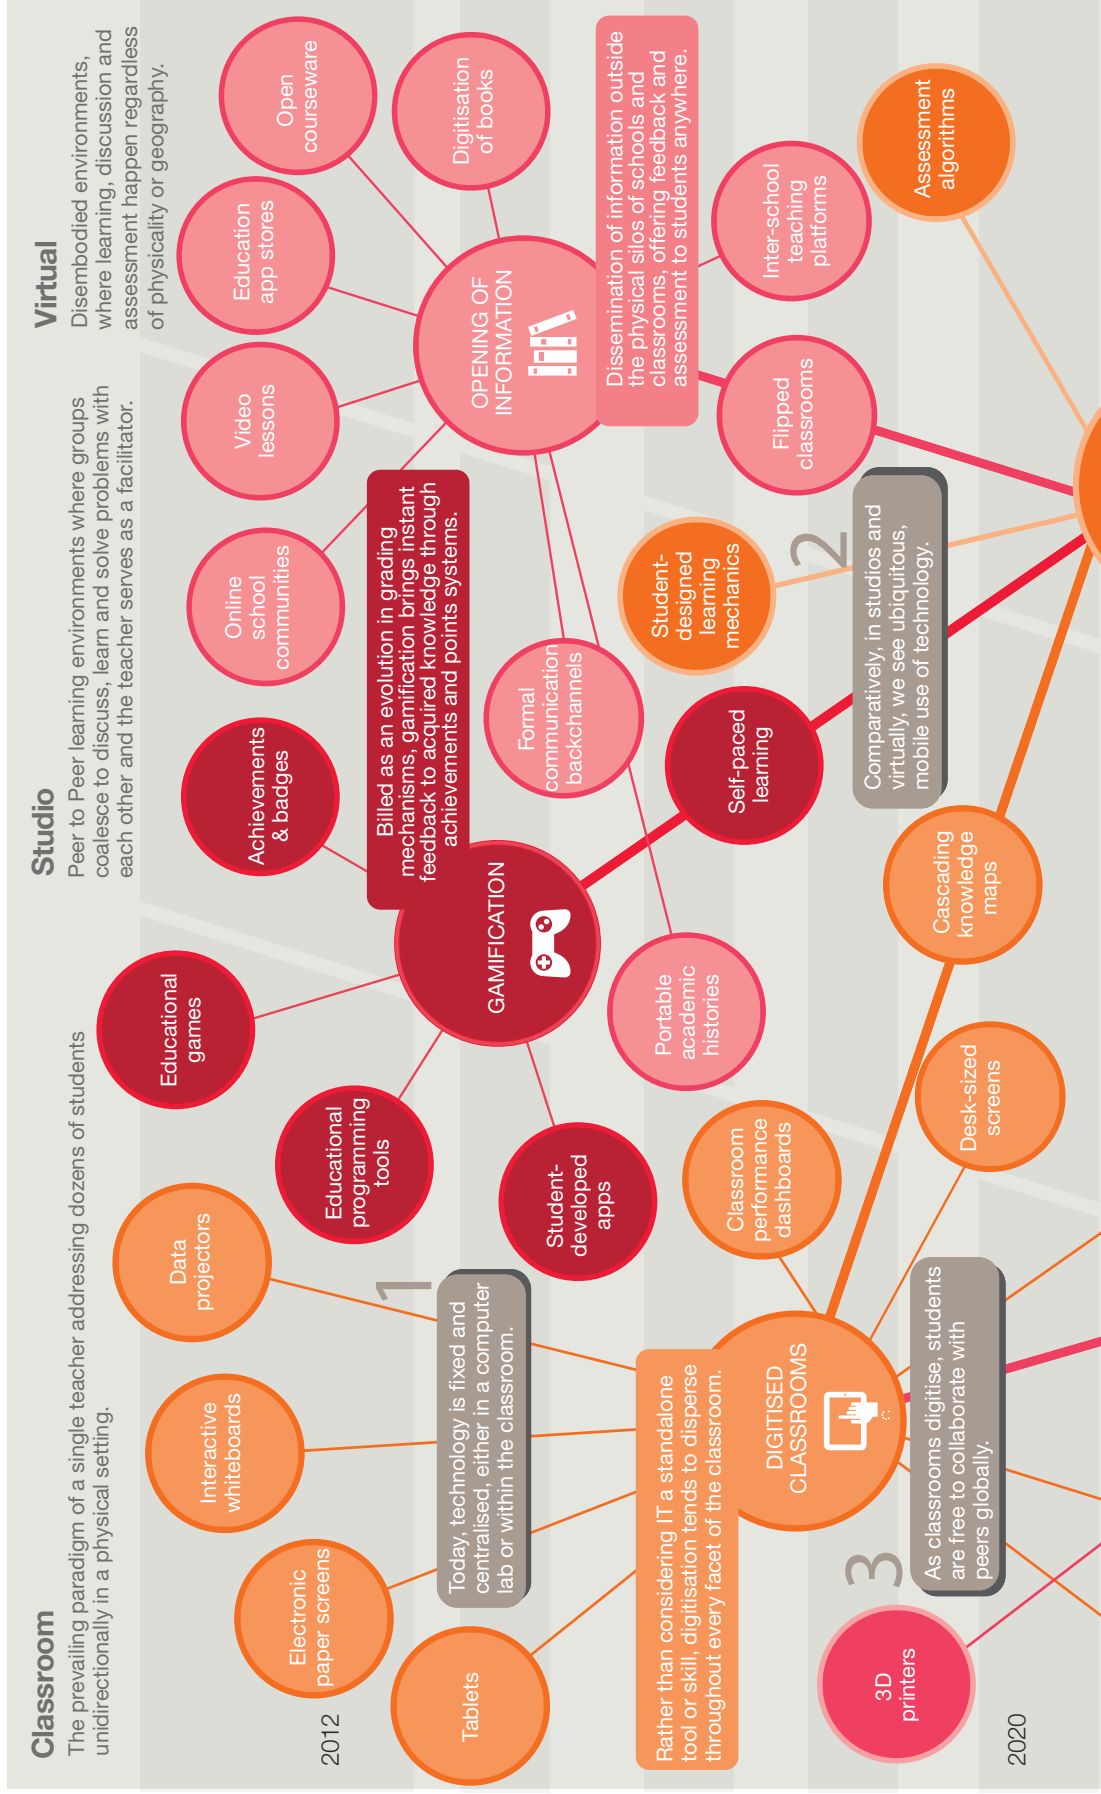 Classroom
The prevailing paradigm of a single teacher addressing dozens of students
unidirectionally in a physical setting.
Studio
Peer to Peer learning environments where groups
coalesce to discuss, learn and solve problems with
each other and the teacher serves as a facilitator.
Virtual
Disembodied environments,
where learning, discussion and
assessment happen regardless
of physicality or geography.
2012
Tablets
Electronic
paper screens
Interactive
whiteboards
Data
projectors
Educational
games
Educational
programming
tools
Student-
developed
apps
Achievements
& badges
Online
school
communities
Video
lessons
Education
app stores
Open
courseware
Digitisation
of books
1
Today, technology is fixed and
centralised, either in a computer
lab or within the classroom.
GAMIFICATION
Billed as an evolution in grading
mechanisms, gamification brings instant
feedback to acquired knowledge through
achievements and points systems.
OPENING OF
INFORMATION
Dissemination of information outside
the physical silos of schools and
classrooms, offering feedback and
assessment to students anywhere.
Formal
communication
backchannels
Portable
academic
histories
Student-
designed
learning
mechanics
Self-paced
learning
Flipped
classrooms
Inter-school
teaching
platforms
Rather than considering IT a standalone
tool or skill, digitisation tends to disperse
throughout every facet of the classroom.
DIGITISED
CLASSROOMS
Classroom
performance
dashboards
2
Comparatively, in studios and
virtually, we see ubiquitous,
mobile use of technology.
Assessment
algorithms
Cascading
knowledge
maps
Desk-sized
screens
3
As classrooms digitise, students
are free to collaborate with
peers globally.
3D
printers
2020